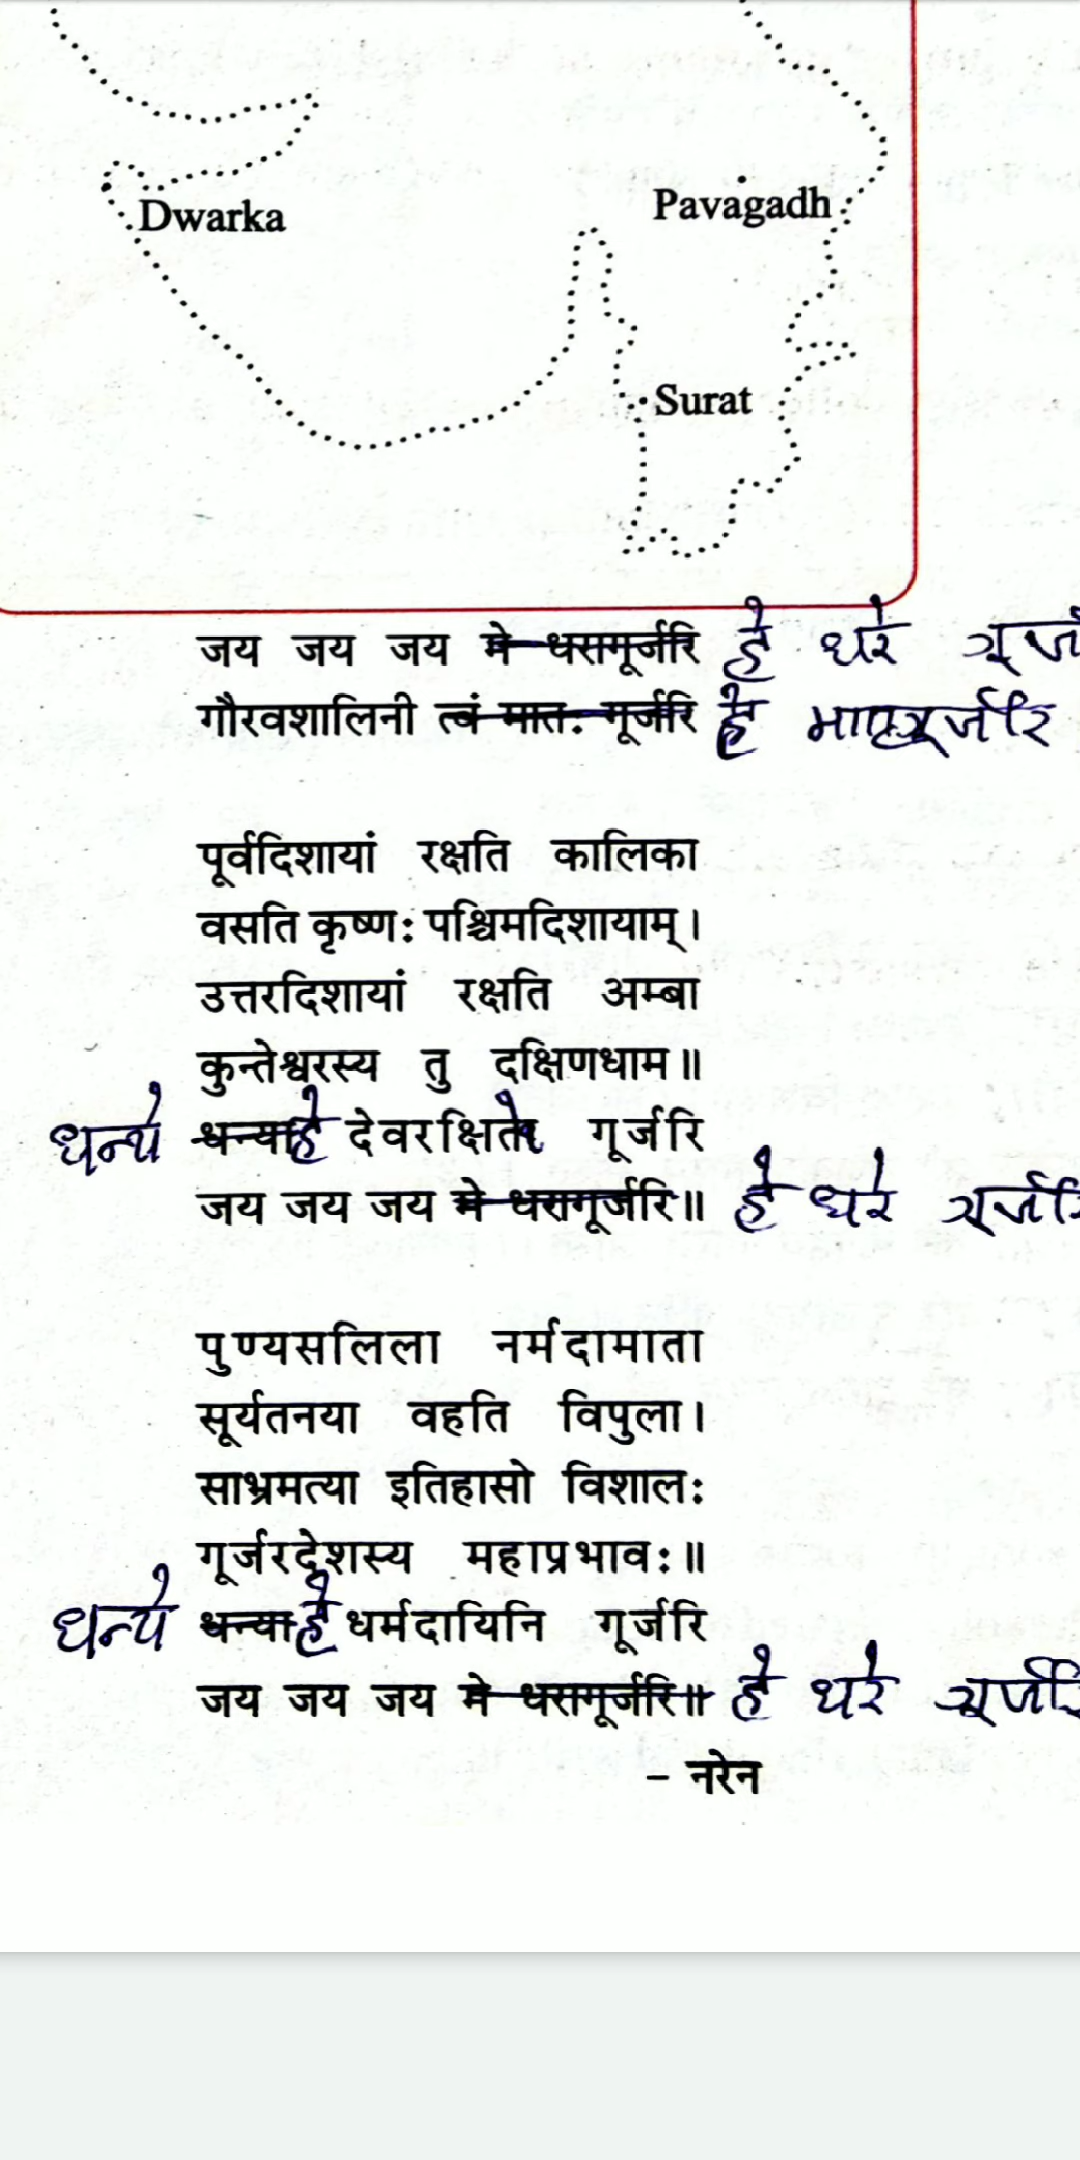 Dwarka
Pavagadh
Surat
जय जय जय मे धरागूर्जरि हे धरे
गौरवशालिनी त्वं मातः गूर्जरि हे
पूर्वदिशायां रक्षति कालिका
वसति कृष्णः पश्चिमदिशायाम्।
उत्तरदिशायां रक्षति अम्बा
कुन्तेश्वरस्य तु दक्षिणधाम॥
धन्ये धन्या हे देवरक्षिते गूर्जरि
जय जय जय मे धरागूर्जरि॥ हे धरे
पुण्यसलिला नर्मदामाता
सूर्यतनया वहति विपुला।
साभ्रमत्या इतिहासो विशालः
गूर्जरदेशस्य महाप्रभावः॥
धन्ये धन्या हे धर्मदायिनि गूर्जरि
जय जय जय मे धरागूर्जरि॥ हे धरे
– नरेन